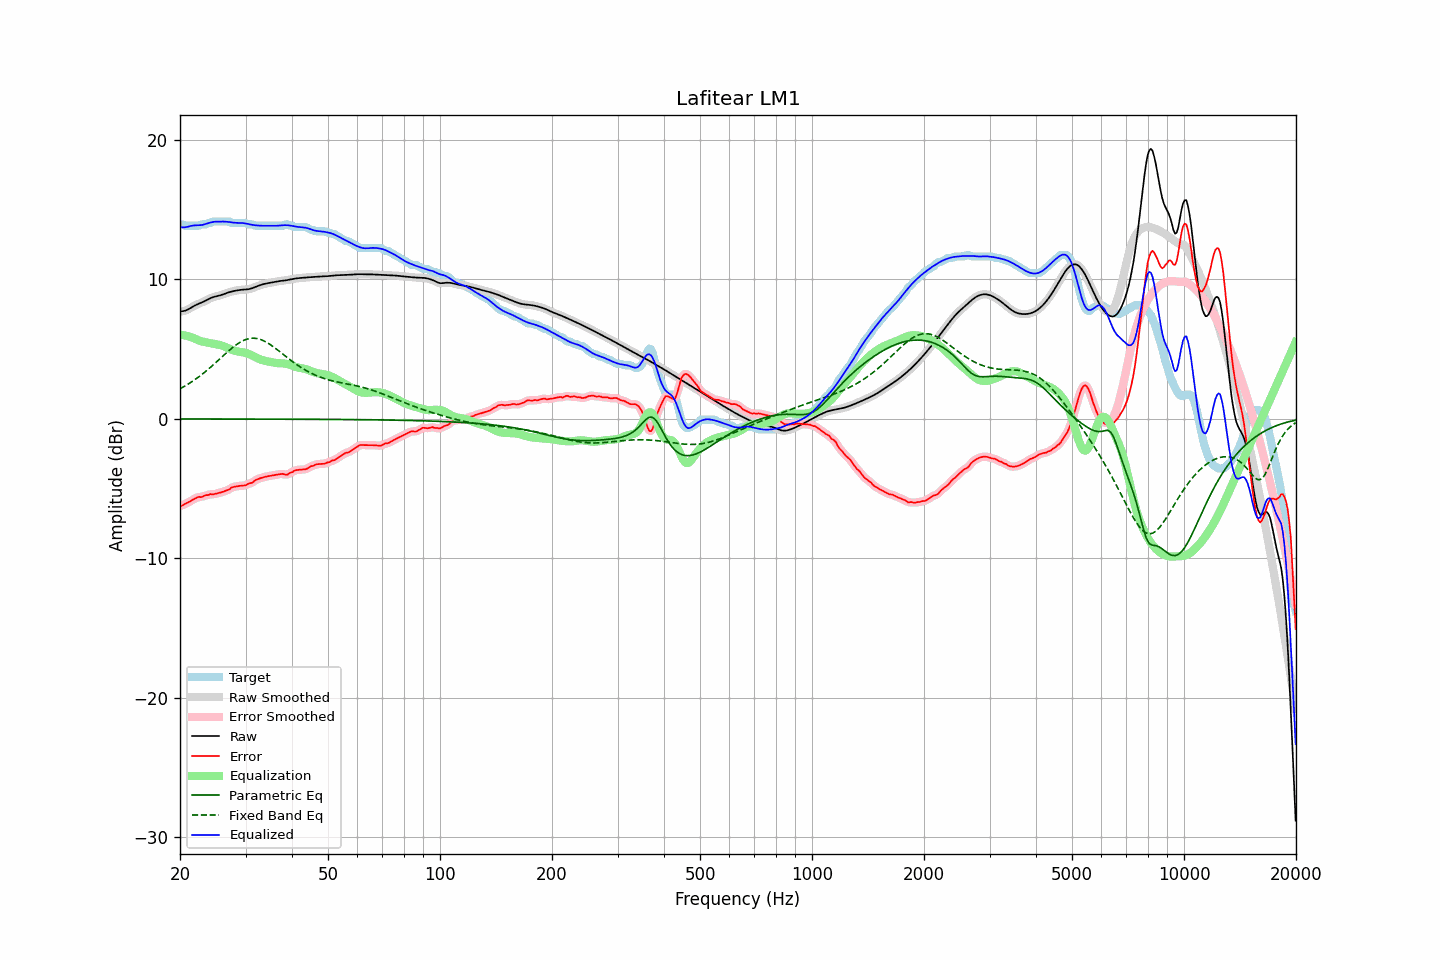 Lafitear LM1
20
10
0
−10
−20
−30
Amplitude (dBr)
Target
Raw Smoothed
Error Smoothed
Raw
Error
Equalization
Parametric Eq
Fixed Band Eq
Equalized
20 50 100 200 500 1000 2000 5000 10000 20000
Frequency (Hz)